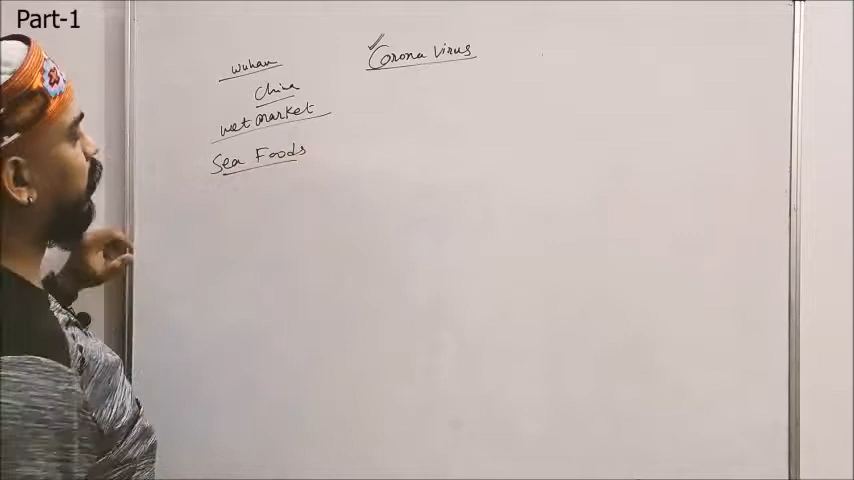 Part-1
Corona Virus
wuhan
China
wet market
Sea Foods